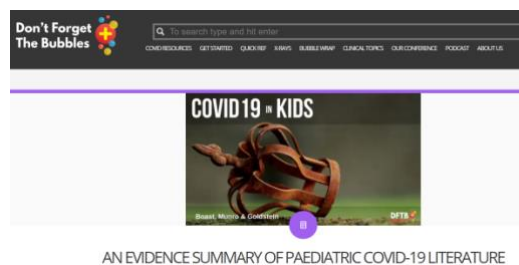 Don't Forget
The Bubbles
To search type and hit enter
COVID RESOURCES GET STARTED QUICK REF X-RAYS BUBBLE WRAP CLINICAL TOPICS OUR CONFERENCE PODCAST ABOUT US
COVID 19 IN KIDS
Boast, Munro & Goldstein
DFTB
AN EVIDENCE SUMMARY OF PAEDIATRIC COVID-19 LITERATURE